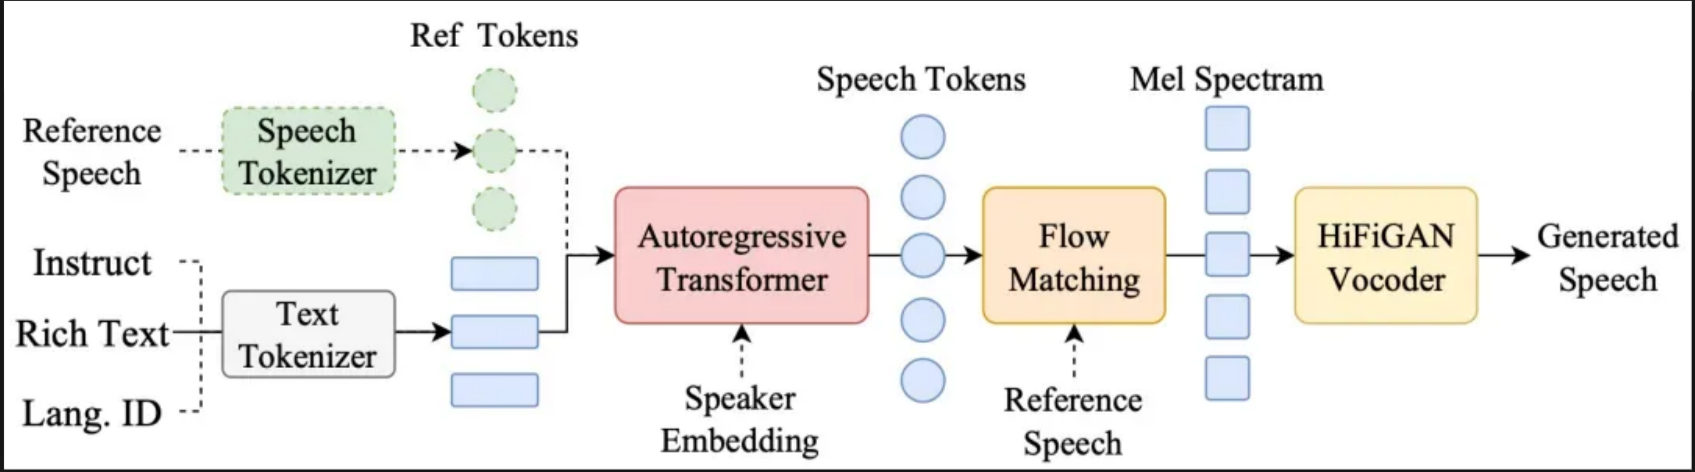 Ref Tokens
Speech Tokens
Mel Spectram
Reference
Speech
Speech
Tokenizer
Instruct
Rich Text
Lang. ID
Text
Tokenizer
Autoregressive
Transformer
Speaker
Embedding
Flow
Matching
Reference
Speech
HiFiGAN
Vocoder
Generated
Speech